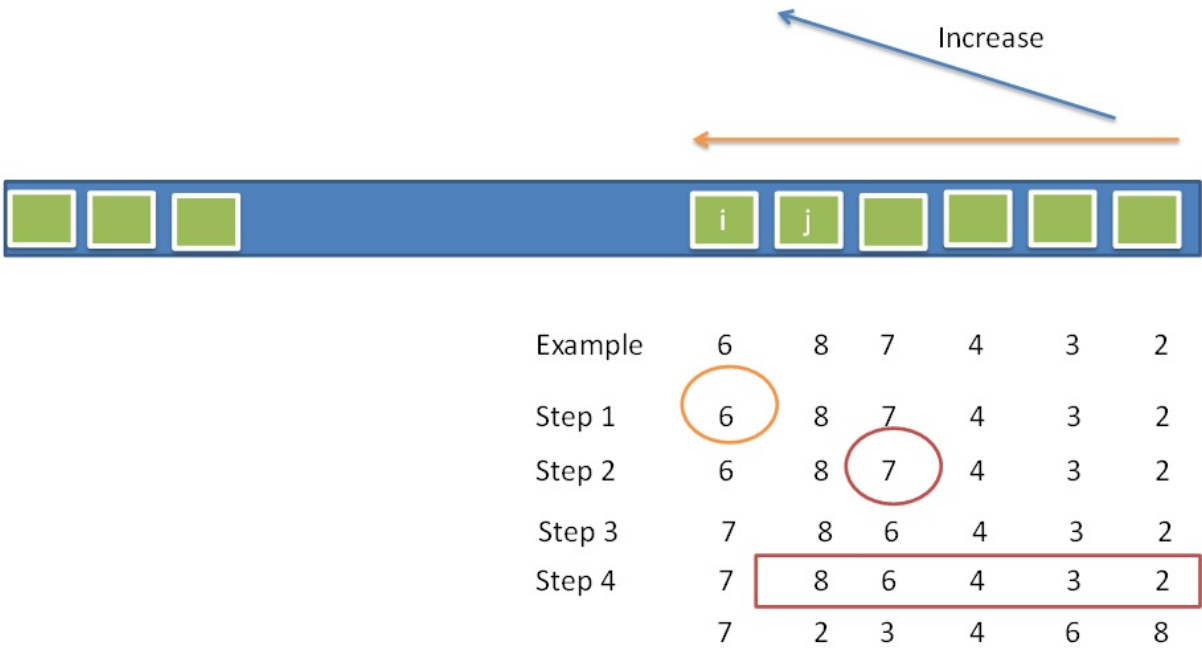 Increase
i j
Example 6 8 7 4 3 2
Step 1 6 8 7 4 3 2
Step 2 6 8 7 4 3 2
Step 3 7 8 6 4 3 2
Step 4 7 8 6 4 3 2
7 2 3 4 6 8